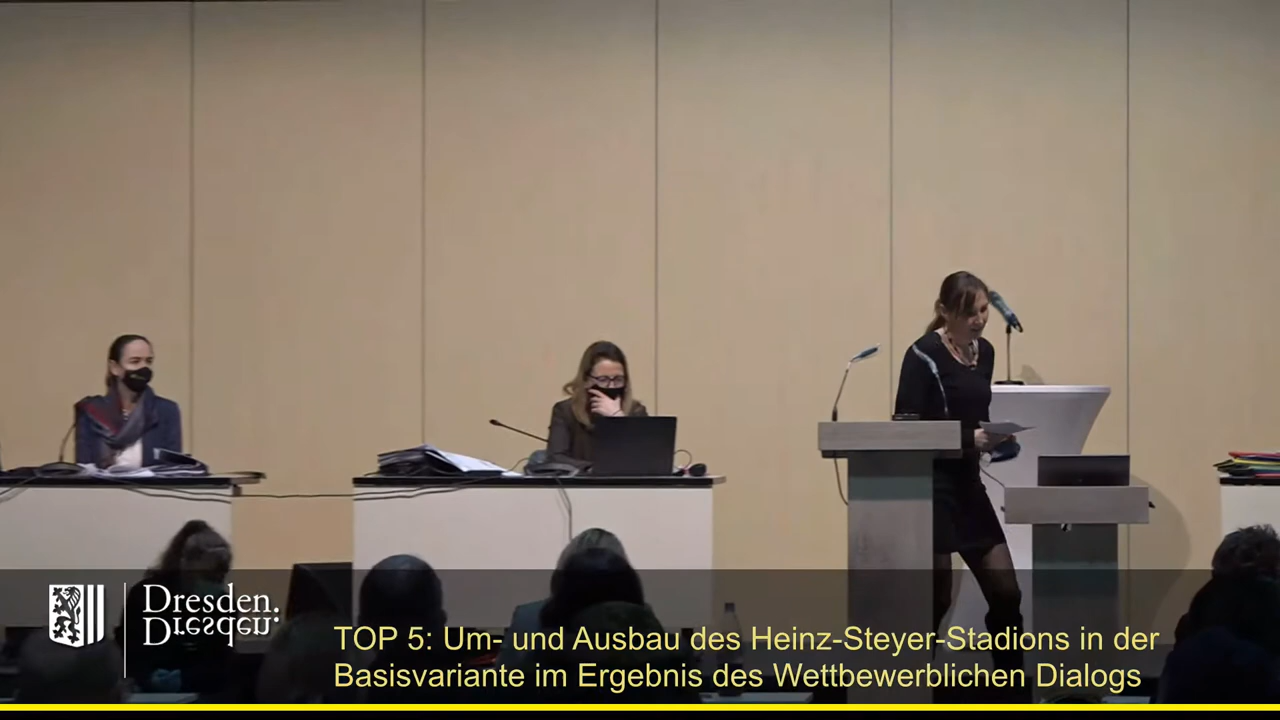 Dresden.
Dresden.
TOP 5: Um- und Ausbau des Heinz-Steyer-Stadions in der
Basisvariante im Ergebnis des Wettbewerblichen Dialogs